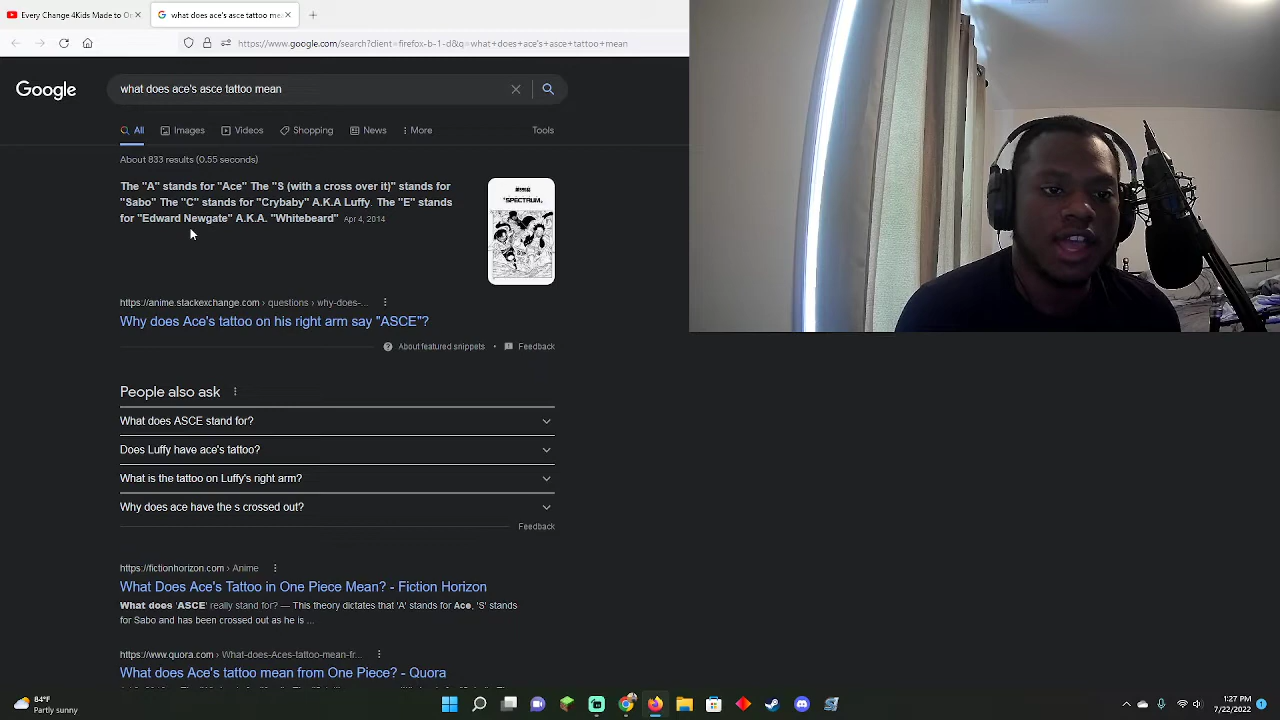 Every Change 4Kids Made to On
what does ace's asce tattoo mea
https://www.google.com/search?client=firefox-b-1-d&q=what+does+ace's+asce+tattoo+mean
Google
what does ace's asce tattoo mean
All
Images
Videos
Shopping
News
More
Tools
About 833 results (0.55 seconds)
The "A" stands for "Ace" The "S (with a cross over it)" stands for
"Sabo" The "C" stands for "Crybaby" A.K.A Luffy. The "E" stands
for "Edward Newgate" A.K.A. "Whitebeard" Apr 4, 2014
"SPECTRUM"
https://anime.stackexchange.com › questions › why-does-...
Why does Ace's tattoo on his right arm say "ASCE"?
About featured snippets • Feedback
People also ask
What does ASCE stand for?
Does Luffy have ace's tattoo?
What is the tattoo on Luffy's right arm?
Why does ace have the s crossed out?
Feedback
https://fictionhorizon.com › Anime
What Does Ace's Tattoo in One Piece Mean? - Fiction Horizon
What does 'ASCE' really stand for? — This theory dictates that 'A' stands for Ace, 'S' stands
for Sabo and has been crossed out as he is ...
https://www.quora.com › What-does-Aces-tattoo-mean-fr...
What does Ace's tattoo mean from One Piece? - Quora
84°F
Partly sunny
1:27 PM
7/22/2022